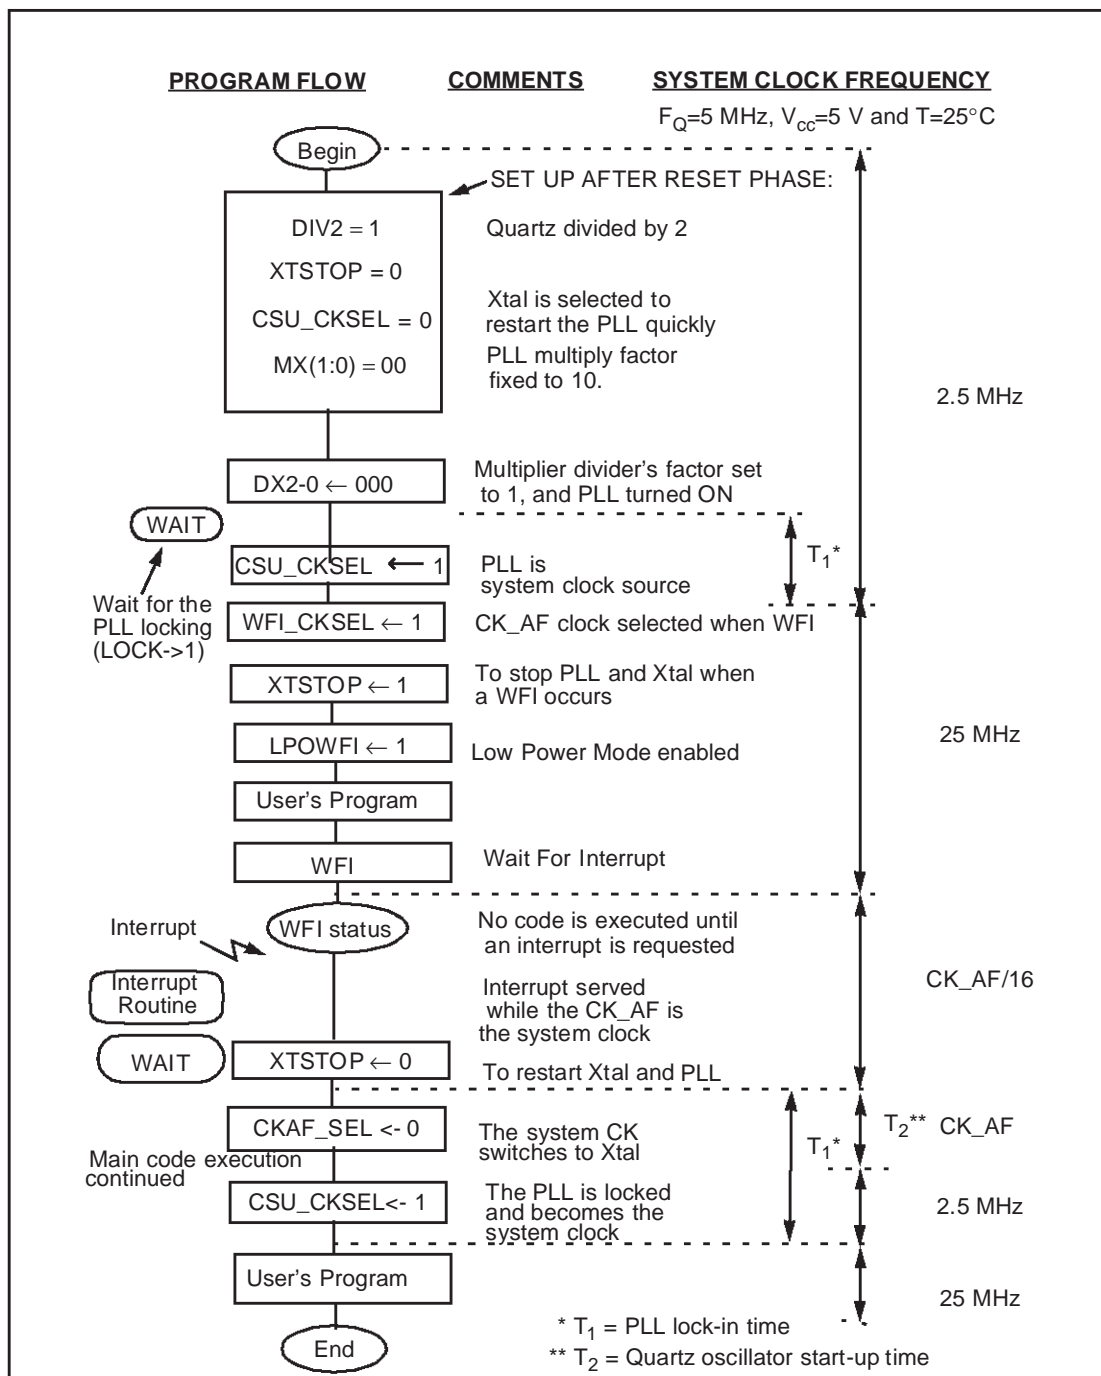 PROGRAM FLOW COMMENTS SYSTEM CLOCK FREQUENCY
FQ=5 MHz, Vcc=5 V and T=25°C
Begin
SET UP AFTER RESET PHASE:
DIV2 = 1 Quartz divided by 2
XTSTOP = 0
CSU_CKSEL = 0 Xtal is selected to
restart the PLL quickly
MX(1:0) = 00 PLL multiply factor
fixed to 10.
2.5 MHz
DX2-0 ← 000 Multiplier divider's factor set
to 1, and PLL turned ON
WAIT
T1*
CSU_CKSEL ← 1 PLL is
system clock source
Wait for the
PLL locking
(LOCK->1)
WFI_CKSEL ← 1 CK_AF clock selected when WFI
XTSTOP ← 1 To stop PLL and Xtal when
a WFI occurs
25 MHz
LPOWFI ← 1 Low Power Mode enabled
User's Program
WFI Wait For Interrupt
WFI status No code is executed until
an interrupt is requested
Interrupt
CK_AF/16
Interrupt
Routine
Interrupt served
while the CK_AF is
the system clock
WAIT
XTSTOP ← 0 To restart Xtal and PLL
CKAF_SEL <- 0 The system CK
switches to Xtal
T1* T2** CK_AF
Main code execution
continued
CSU_CKSEL<- 1 The PLL is locked
and becomes the
system clock
2.5 MHz
User's Program
25 MHz
End
* T1 = PLL lock-in time
** T2 = Quartz oscillator start-up time